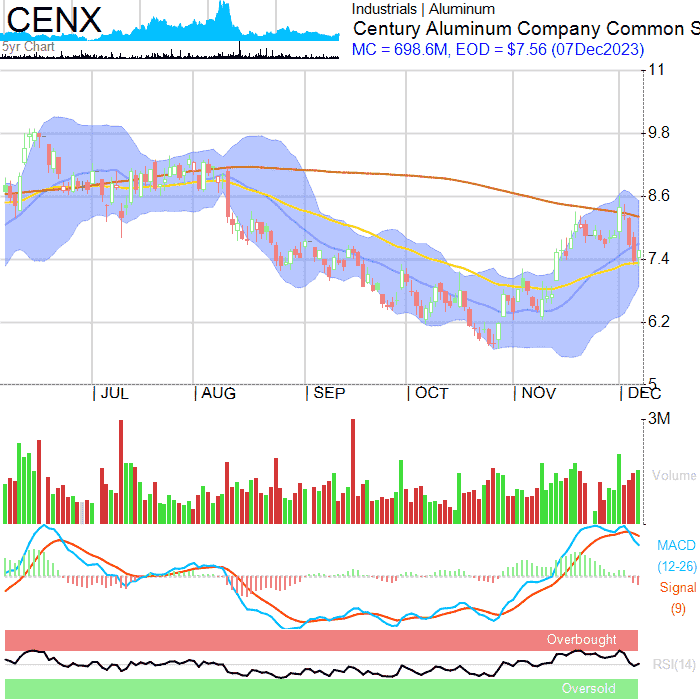 CENX
5yr Chart
Industrials | Aluminum
Century Aluminum Company Common S
MC = 698.6M, EOD = $7.56 (07Dec2023)
11
9.8
8.6
7.4
6.2
5
| JUL | AUG | SEP | OCT | NOV | DEC
3M
Volume
MACD
(12-26)
Signal
(9)
Overbought
RSI(14)
Oversold